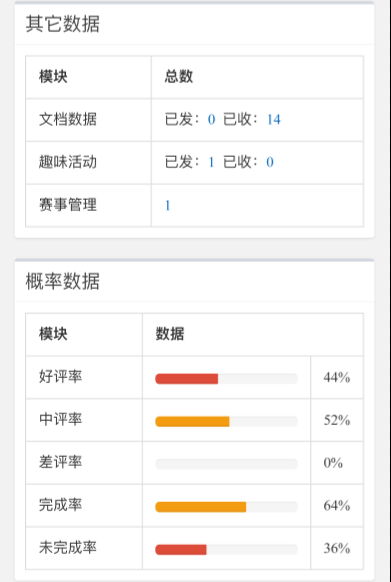 其它数据
模块 总数
文档数据 已发：0 已收：14
趣味活动 已发：1 已收：0
赛事管理 1
概率数据
模块 数据
好评率 44%
中评率 52%
差评率 0%
完成率 64%
未完成率 36%